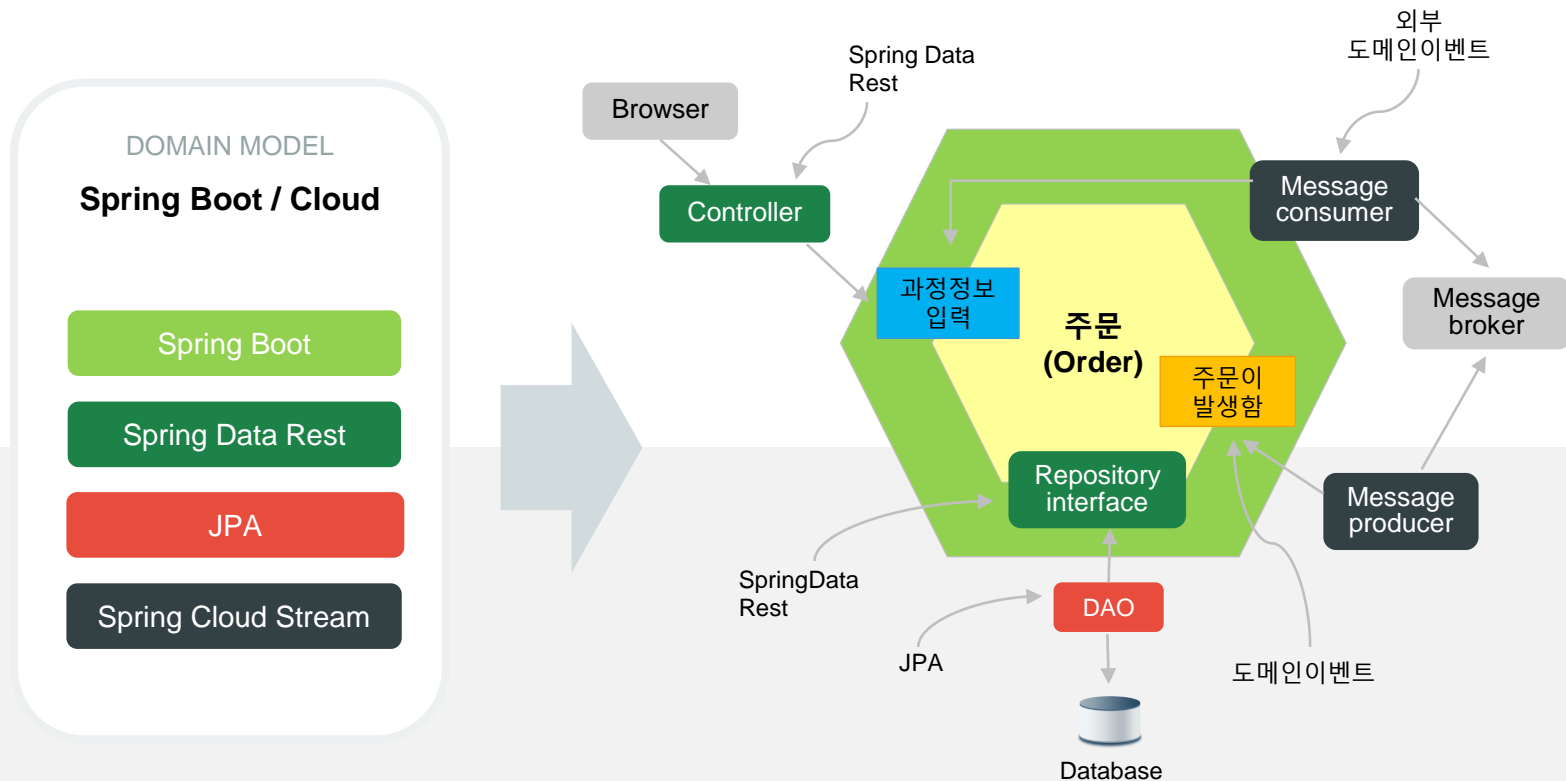 DOMAIN MODEL
Spring Boot / Cloud
Spring Boot
Spring Data Rest
JPA
Spring Cloud Stream
Browser
Spring Data
Rest
Controller
외부
도메인이벤트
Message
consumer
Message
broker
과정정보
입력
주문
(Order)
주문이
발생함
Repository
interface
Message
producer
SpringData
Rest
DAO
JPA
도메인이벤트
Database